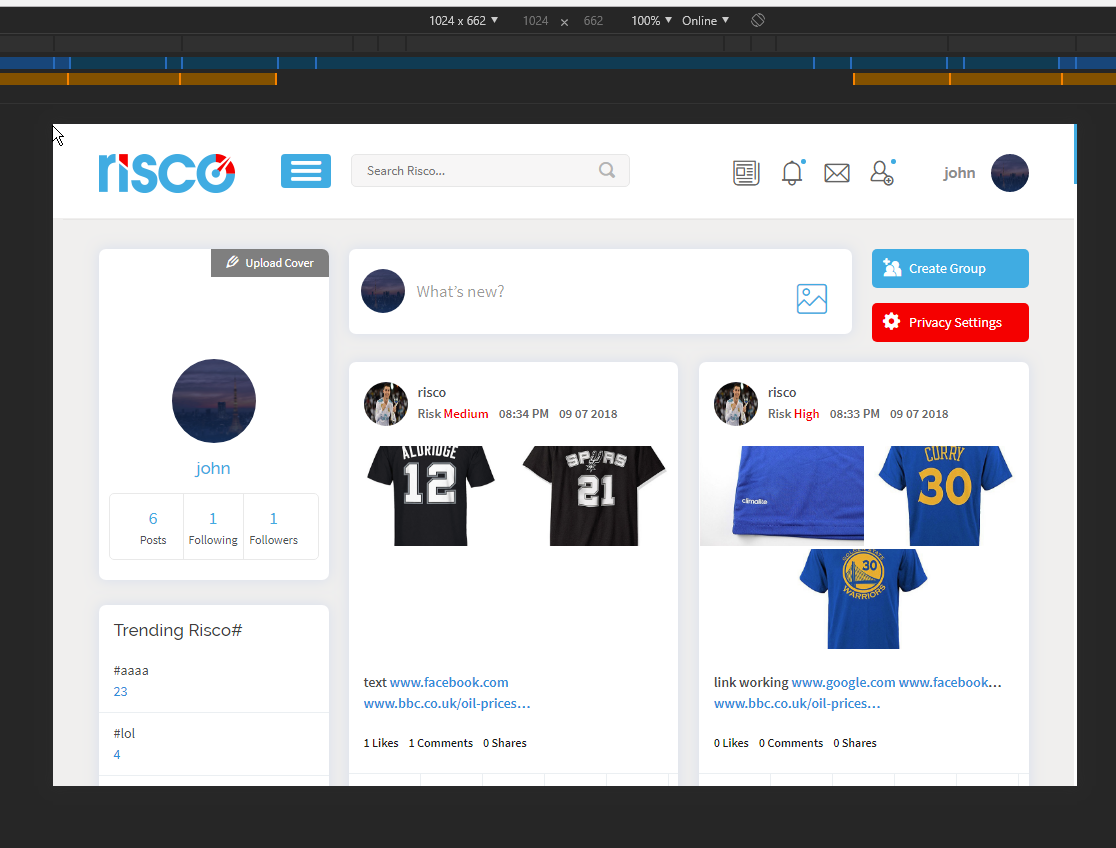 1024 x 662 ▼ 1024 x 662 100% ▼ Online ▼
risco
Search Risco...
john
Upload Cover
john
6 1 1
Posts Following Followers
Trending Risco#
#aaaa
23
#lol
4
What's new?
Create Group
Privacy Settings
risco
Risk Medium 08:34 PM 09 07 2018
ALDRIDGE
12
SPURS
21
text www.facebook.com
www.bbc.co.uk/oil-prices...
1 Likes 1 Comments 0 Shares
risco
Risk High 08:33 PM 09 07 2018
climalite
CURRY
30
GOLDEN STATE
30
WARRIORS
link working www.google.com www.facebook...
www.bbc.co.uk/oil-prices...
0 Likes 0 Comments 0 Shares